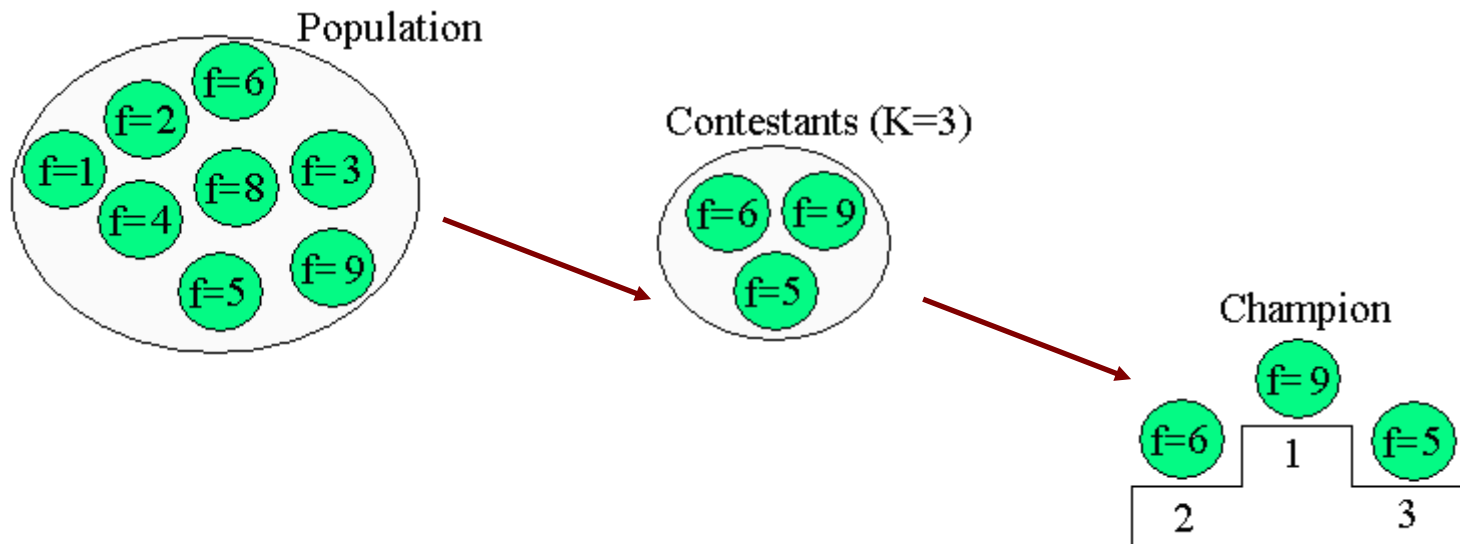 Population
f=6
f=2
f=1
f=8
f=3
f=4
f=9
f=5
Contestants (K=3)
f=6
f=9
f=5
Champion
f=9
f=6
f=5
1
2
3